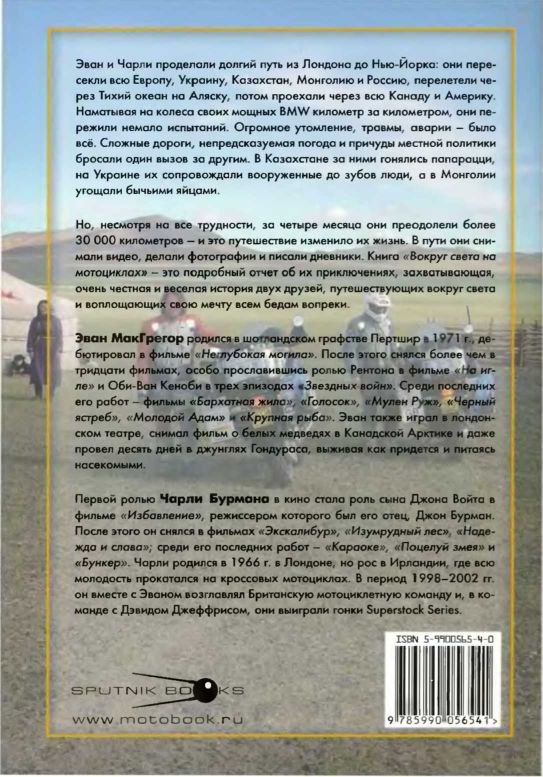 Эван и Чарли проделали долгий путь из Лондона до Нью-Йорка: они пере-
секли всю Европу, Украину, Казахстан, Монголию и Россию, перелетели че-
рез Тихий океан на Аляску, потом проехали через всю Канаду и Америку.
Наматывая на колеса своих мощных BMW километр за километром, они пе-
режили немало испытаний. Огромное утомление, травмы, аварии – было
всё. Сложные дороги, непредсказуемая погода и причуды местной политики
бросали один вызов за другим. В Казахстане за ними гонялись папарацци,
на Украине их сопровождали вооруженные до зубов люди, а в Монголии
угощали бычьими яйцами.
Но, несмотря на все трудности, за четыре месяца они преодолели более
30 000 километров – и это путешествие изменило их жизнь. В пути они сни-
мали видео, делали фотографии и писали дневники. Книга «Вокруг света на
мотоциклах» – это подробный отчет об их приключениях, захватывающая,
очень честная и веселая история двух друзей, путешествующих вокруг света
и воплощающих свою мечту всем бедам вопреки.
Эван МакГрегор родился в шотландском графстве Пертшир в 1971 г., де-
бютировал в фильме «Неглубокая могила». После этого снялся более чем в
тридцати фильмах, особо прославившись ролью Рентона в фильме «На иг-
ле» и Оби-Ван Кеноби в трех эпизодах «Звездных войн». Среди последних
его работ – фильмы «Бархатная жила», «Голосок», «Мулен Руж», «Черный
ястреб», «Молодой Адам» и «Крупная рыба». Эван также играл в лондон-
ском театре, снимал фильм о белых медведях в Канадской Арктике и даже
провел десять дней в джунглях Гондураса, выживая как придется и питаясь
насекомыми.
Первой ролью Чарли Бурмана в кино стала роль сына Джона Войта в
фильме «Избавление», режиссером которого был его отец, Джон Бурман.
После этого он снялся в фильмах «Экскалибур», «Изумрудный лес», «Наде-
жда и слава»; среди его последних работ – «Караоке», «Поцелуй змея» и
«Бункер». Чарли родился в 1966 г. в Лондоне, но рос в Ирландии, где всю
молодость прокатался на кроссовых мотоциклах. В период 1998–2002 гг.
он вместе с Эваном возглавлял Британскую мотоциклетную команду и, в ко-
манде с Дэвидом Джеффрисом, они выиграли гонки Superstock Series.
ISBN 5-9900565-4-0
9 785990 056541
SPUTNIK BOOKS
www.motobook.ru